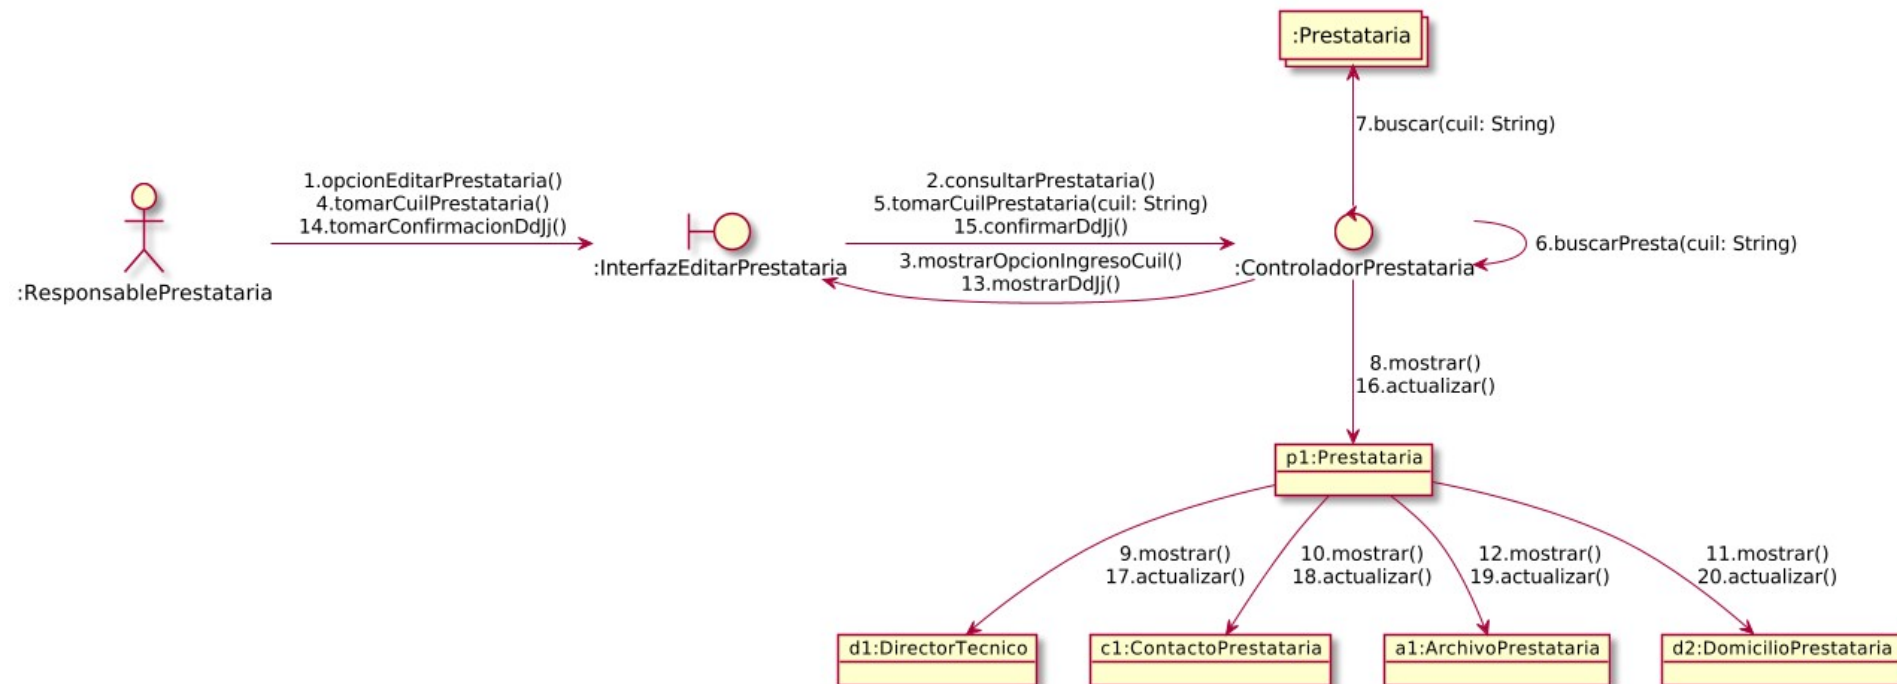 :Prestataria
7.buscar(cuil: String)
1.opcionEditarPrestataria()
4.tomarCuilPrestataria()
14.tomarConfirmacionDdJj()
2.consultarPrestataria()
5.tomarCuilPrestataria(cuil: String)
15.confirmarDdJj()
6.buscarPresta(cuil: String)
:ResponsablePrestataria
:InterfazEditarPrestataria
3.mostrarOpcionIngresoCuil()
13.mostrarDdJj()
:ControladorPrestataria
8.mostrar()
16.actualizar()
p1:Prestataria
9.mostrar()
17.actualizar()
10.mostrar()
18.actualizar()
12.mostrar()
19.actualizar()
11.mostrar()
20.actualizar()
d1:DirectorTecnico
c1:ContactoPrestataria
a1:ArchivoPrestataria
d2:DomicilioPrestataria